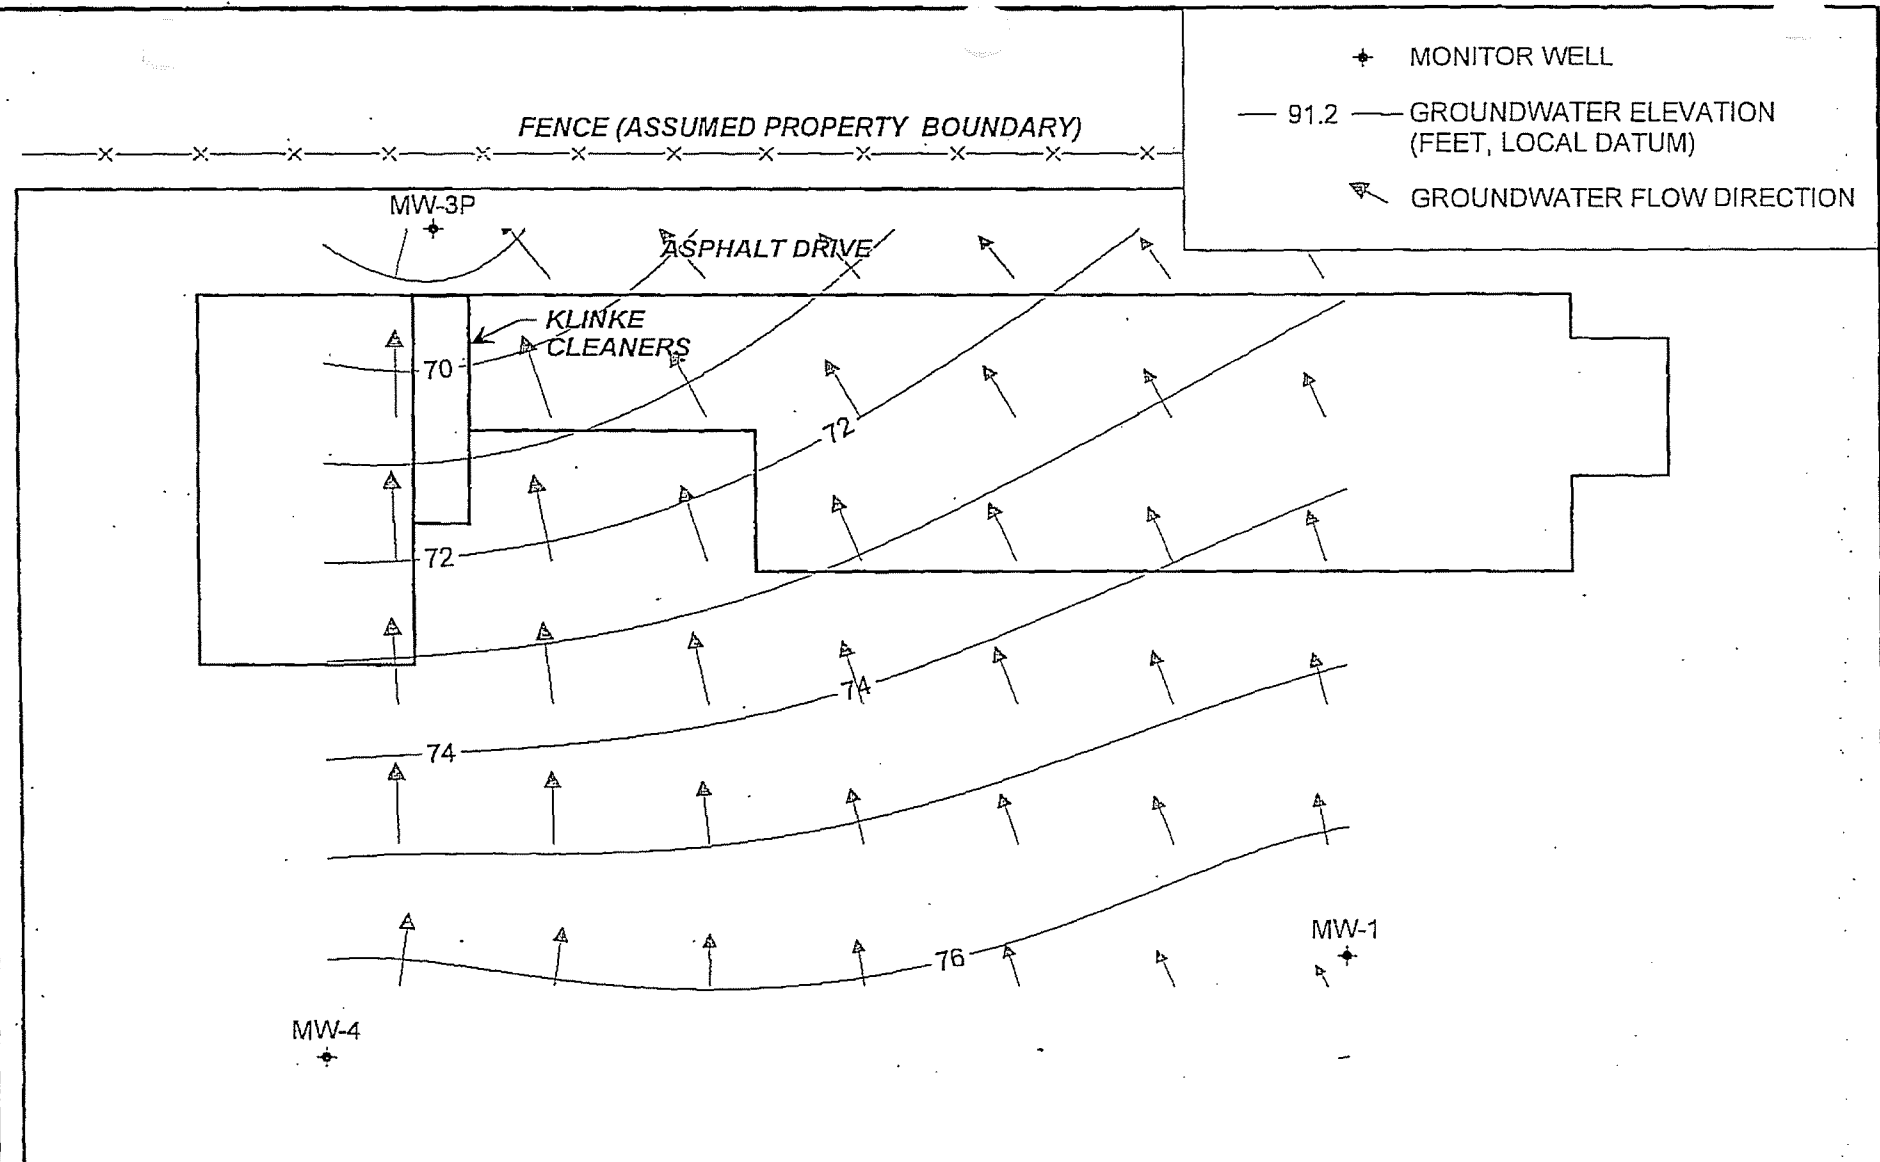 MONITOR WELL
91.2 GROUNDWATER ELEVATION
(FEET, LOCAL DATUM)
GROUNDWATER FLOW DIRECTION
FENCE (ASSUMED PROPERTY BOUNDARY)
MW-3P
ASPHALT DRIVE
KLINKE
CLEANERS
70
72
72
74
74
76
MW-1
MW-4